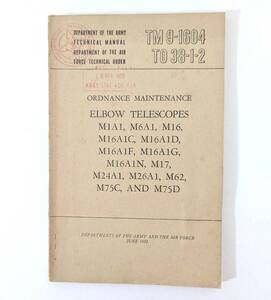 DEPARTMENT OF THE ARMY
TECHNICAL MANUAL
DEPARTMENT OF THE AIR
FORCE TECHNICAL ORDER
TM 9-1604
TO 38-1-2
ORDNANCE MAINTENANCE
ELBOW TELESCOPES
M1A1, M6A1, M16,
M16A1C, M16A1D,
M16A1F, M16A1G,
M16A1N, M17,
M24A1, M26A1, M62,
M75C, AND M75D
DEPARTMENTS OF THE ARMY AND THE AIR FORCE
JUNE 1952